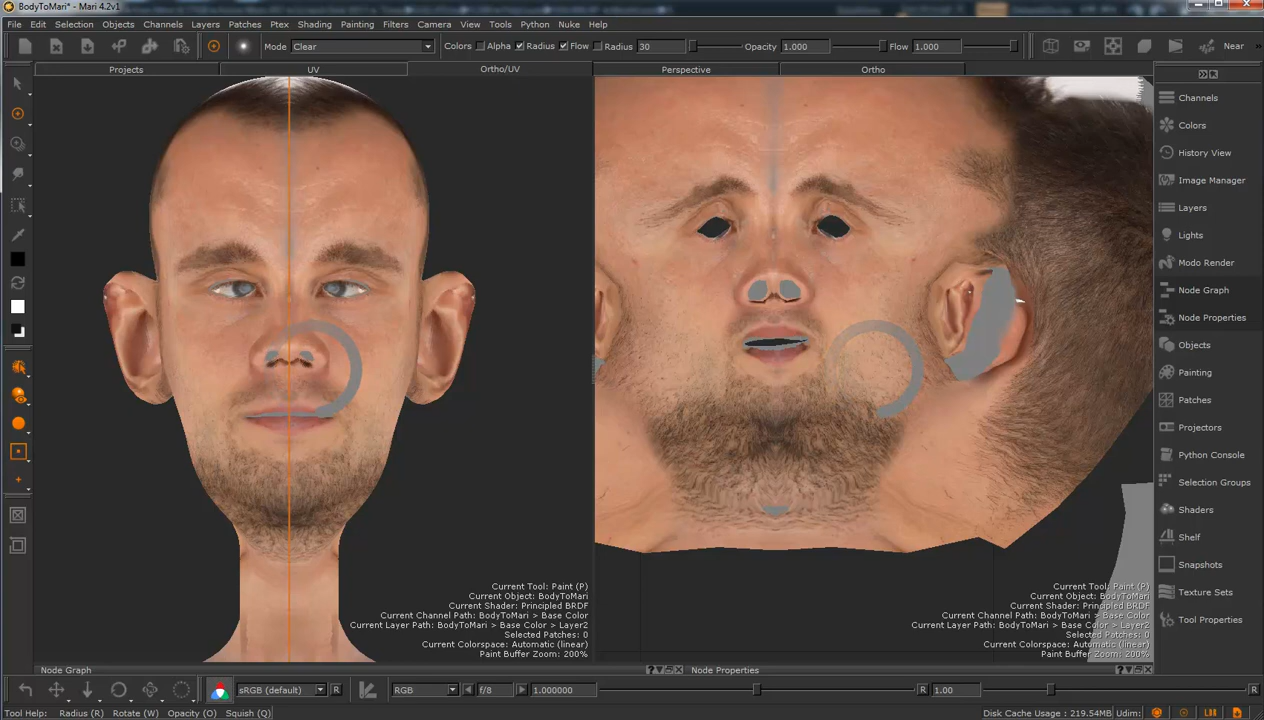 BodyToMari* - Mari 4.2v1
File Edit Selection Objects Channels Layers Patches Ptex Shading Painting Filters Camera View Tools Python Nuke Help
Mode Clear Colors Alpha Radius Flow Radius 30 Opacity 1.000 Flow 1.000 Near
Projects UV Ortho/UV Perspective Ortho
Channels
Colors
History View
Image Manager
Layers
Lights
Modo Render
Node Graph
Node Properties
Objects
Painting
Patches
Projectors
Python Console
Selection Groups
Shaders
Shelf
Snapshots
Texture Sets
Tool Properties
Current Tool: Paint (P)
Current Object: BodyToMari
Current Shader: Principled BRDF
Current Channel Path: BodyToMari > Base Color
Current Layer Path: BodyToMari > Base Color > Layer2
Selected Patches: 0
Current Colorspace: Automatic (linear)
Paint Buffer Zoom: 200%
Current Tool: Paint (P)
Current Object: BodyToMari
Current Shader: Principled BRDF
Current Channel Path: BodyToMari > Base Color
Current Layer Path: BodyToMari > Base Color > Layer2
Selected Patches: 0
Current Colorspace: Automatic (linear)
Paint Buffer Zoom: 200%
Node Graph Node Properties
sRGB (default) R RGB f/8 1.000000 R 1.00 R
Tool Help: Radius (R) Rotate (W) Opacity (O) Squish (Q) Disk Cache Usage : 219.54MB Udim: